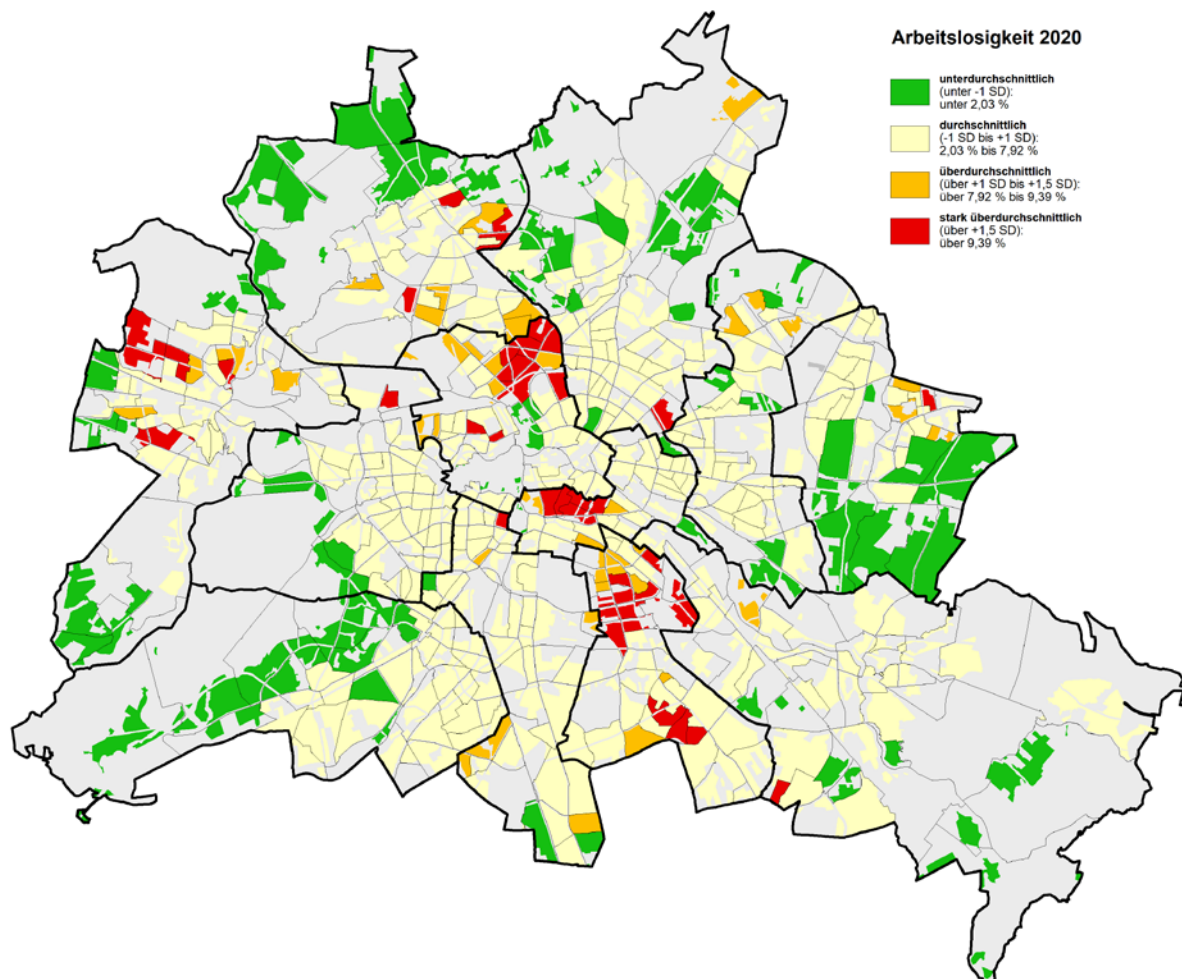 Arbeitslosigkeit 2020
unterdurchschnittlich
(unter -1 SD):
unter 2,03 %
durchschnittlich
(-1 SD bis +1 SD):
2,03 % bis 7,92 %
überdurchschnittlich
(über +1 SD bis +1,5 SD):
über 7,92 % bis 9,39 %
stark überdurchschnittlich
(über +1,5 SD):
über 9,39 %